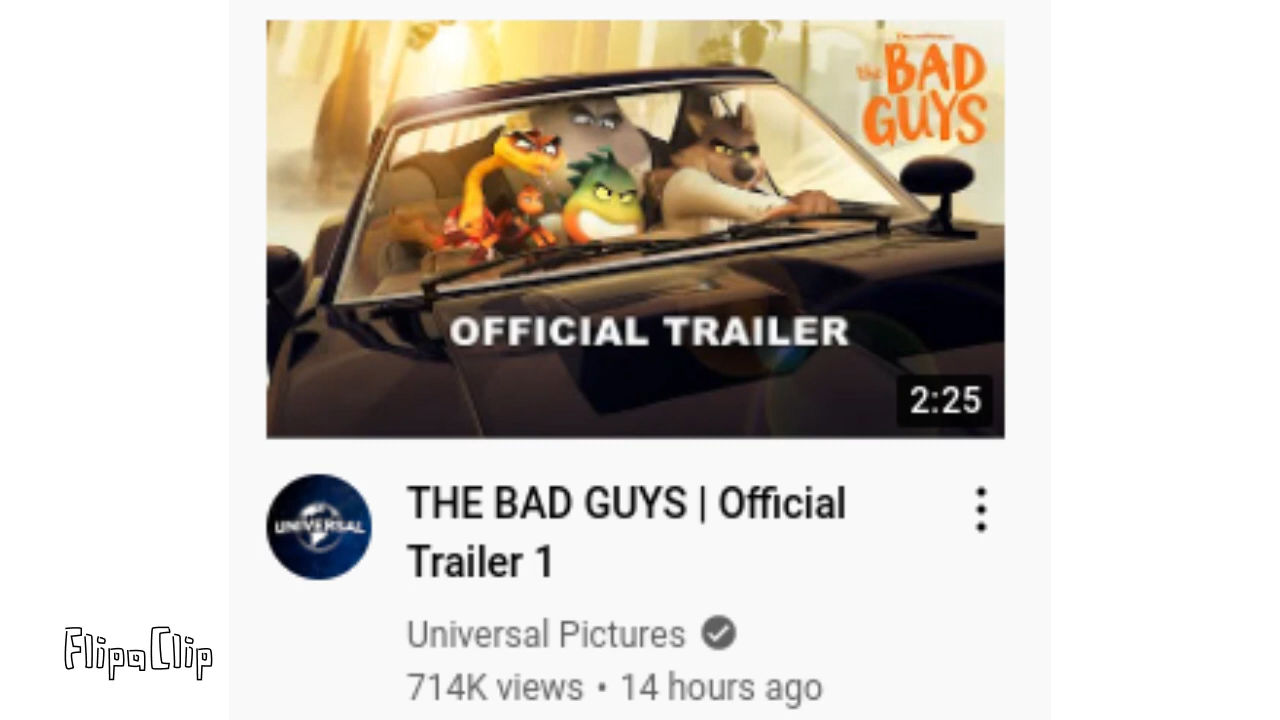 the BAD
GUYS
OFFICIAL TRAILER
2:25
UNIVERSAL
THE BAD GUYS | Official
Trailer 1
Universal Pictures
714K views • 14 hours ago
FlipaClip